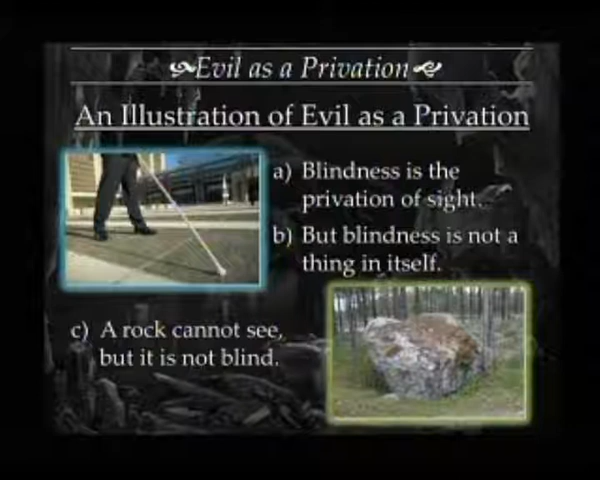 Evil as a Privation
An Illustration of Evil as a Privation
a) Blindness is the
privation of sight.
b) But blindness is not a
thing in itself.
c) A rock cannot see,
but it is not blind.